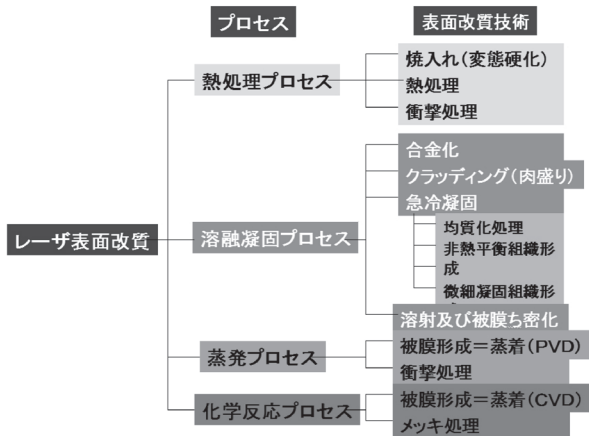 プロセス
表面改質技術
レーザ表面改質
熱処理プロセス
焼入れ(変態硬化)
熱処理
衝撃処理
溶融凝固プロセス
合金化
クラッディング(肉盛り)
急冷凝固
均質化処理
非熱平衡組織形
成
微細凝固組織形
溶射及び被膜ち密化
蒸発プロセス
被膜形成=蒸着(PVD)
衝撃処理
化学反応プロセス
被膜形成=蒸着(CVD)
メッキ処理